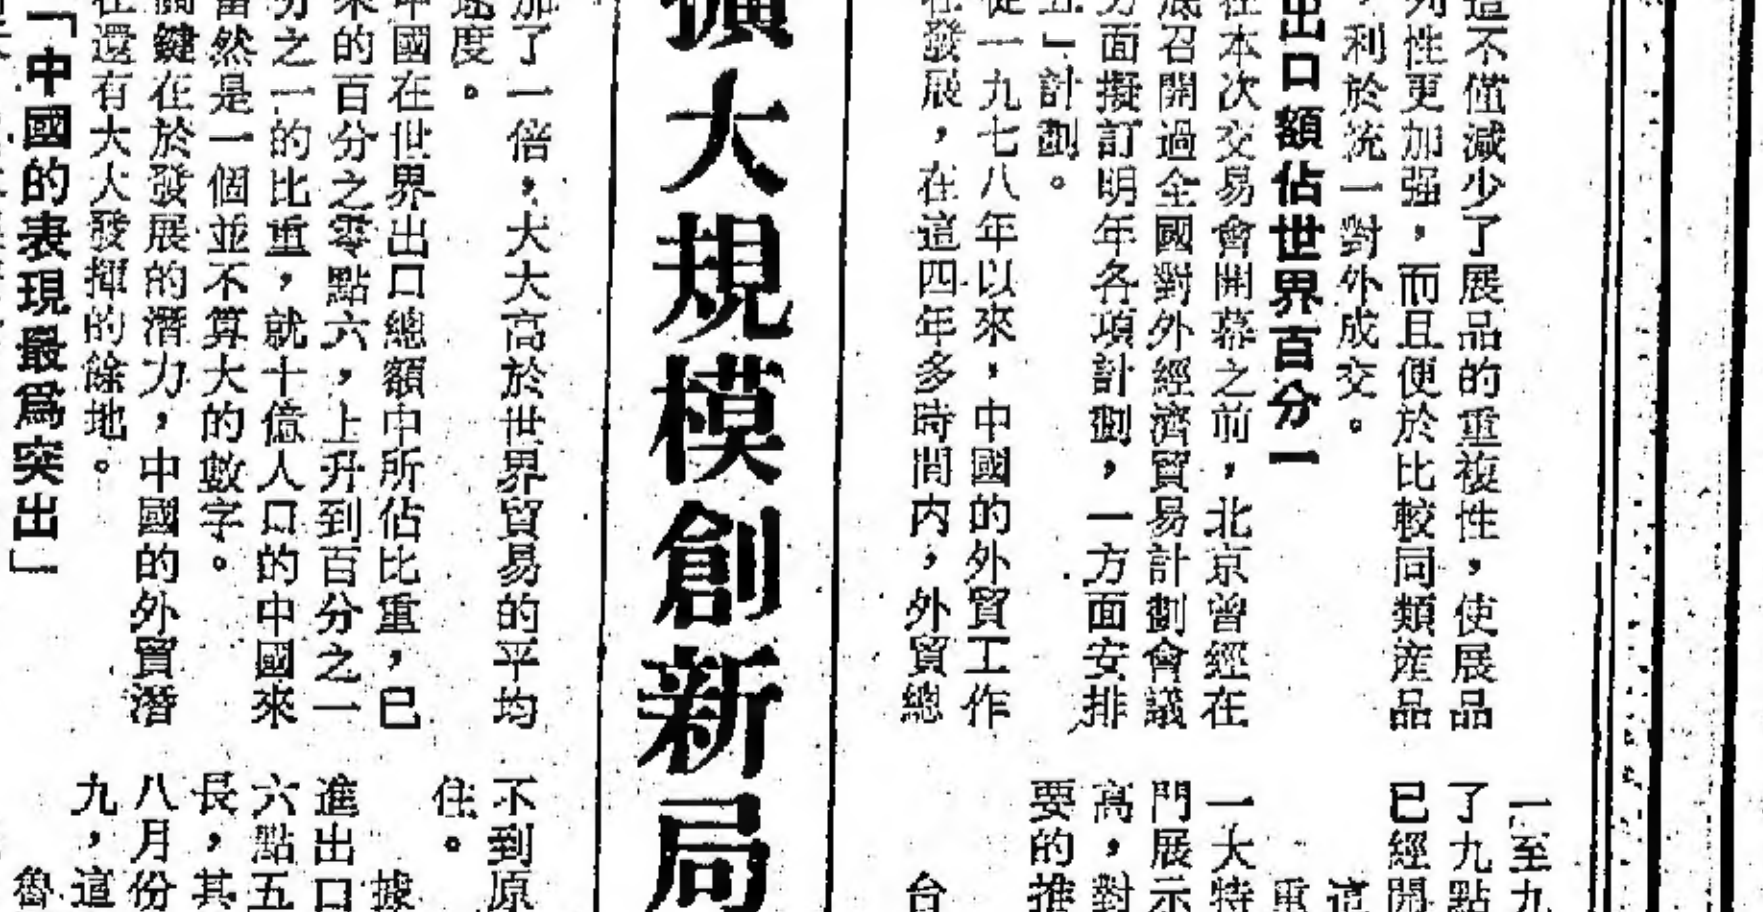 這不僅減少了展品的重複性，使展品
列性更加强，而且便於比較同類產品
，利於統一對外成交。
出口額佔世界百分一
在本次交易會開幕之前，北京曾經在
底召開過全國對外經濟貿易計劃會議
方面擬訂明年各項計劃，一方面安排
五」計劃。
從一九七八年以來，中國的外貿工作
在發展，在這四年多時間内，外貿總
擴大規模創新局
加了一倍，大大高於世界貿易的平均
速度。
中國在世界出口總額中所佔比重，已
來的百分之零點六，上升到百分之一
分之一的比重，就十億人口的中國來
當然是一個並不算大的數字。
關鍵在於發展的潛力，中國的外貿潛
在還有大大發揮的餘地。
「中國的表現最爲突出」
一至九
了九點
已經開
這
重
一大特
門展示
高，對
要的推
台
不到原
住。
據
進出口
六點五
長，其
八月份
九，這
魯